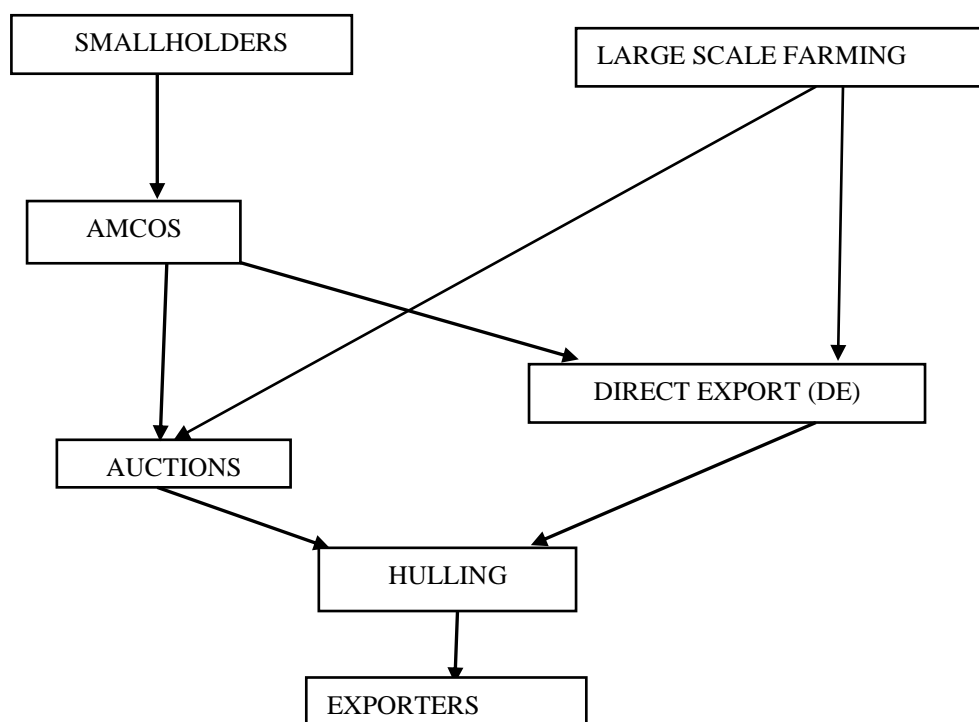 SMALLHOLDERS
LARGE SCALE FARMING
AMCOS
DIRECT EXPORT (DE)
AUCTIONS
HULLING
EXPORTERS